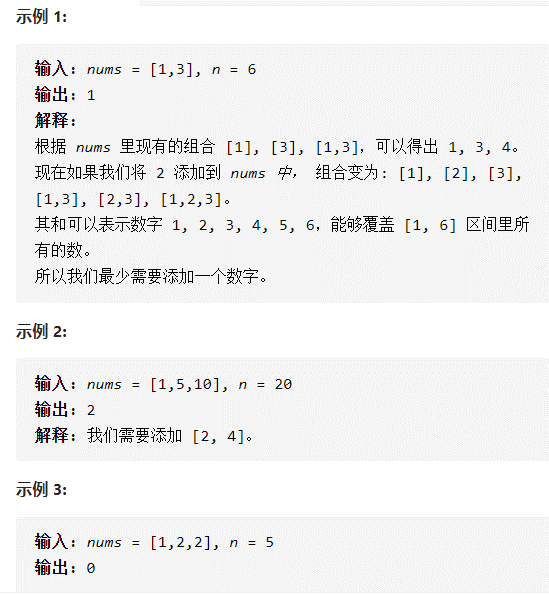 示例 1:
输入：nums = [1,3], n = 6
输出：1
解释：
根据 nums 里现有的组合 [1], [3], [1,3]，可以得出 1, 3, 4。
现在如果我们将 2 添加到 nums 中， 组合变为: [1], [2], [3],
[1,3], [2,3], [1,2,3]。
其和可以表示数字 1, 2, 3, 4, 5, 6，能够覆盖 [1, 6] 区间里所
有的数。
所以我们最少需要添加一个数字。
示例 2:
输入：nums = [1,5,10], n = 20
输出：2
解释：我们需要添加 [2, 4]。
示例 3:
输入：nums = [1,2,2], n = 5
输出：0